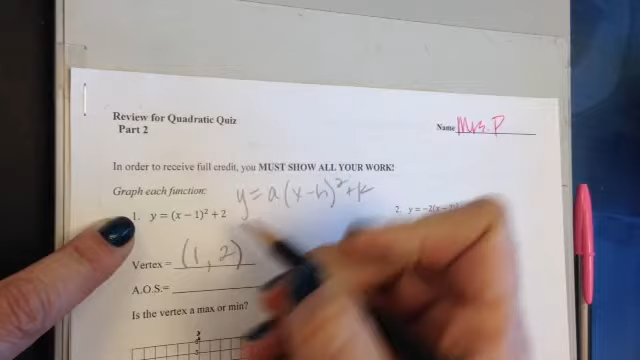 Review for Quadratic Quiz
Part 2
Name Mrs. P
In order to receive full credit, you MUST SHOW ALL YOUR WORK!
Graph each function: y = a(x-h)² + k
1. y = (x − 1)² + 2
2. y = −2(x
Vertex = (1, 2)
A.O.S.=
Is the vertex a max or min?